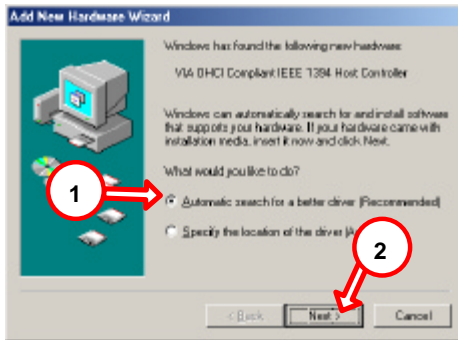 Add New Hardware Wizard
Windows has found the following new hardware:
VIA OHCI Compliant IEEE 1394 Host Controller
Windows can automatically search for and install software
that supports your hardware. If your hardware came with
installation media, insert it now and click Next.
What would you like to do?
1
Automatic search for a better driver (Recommended)
Specify the location of the driver (A
2
< Back
Next >
Cancel